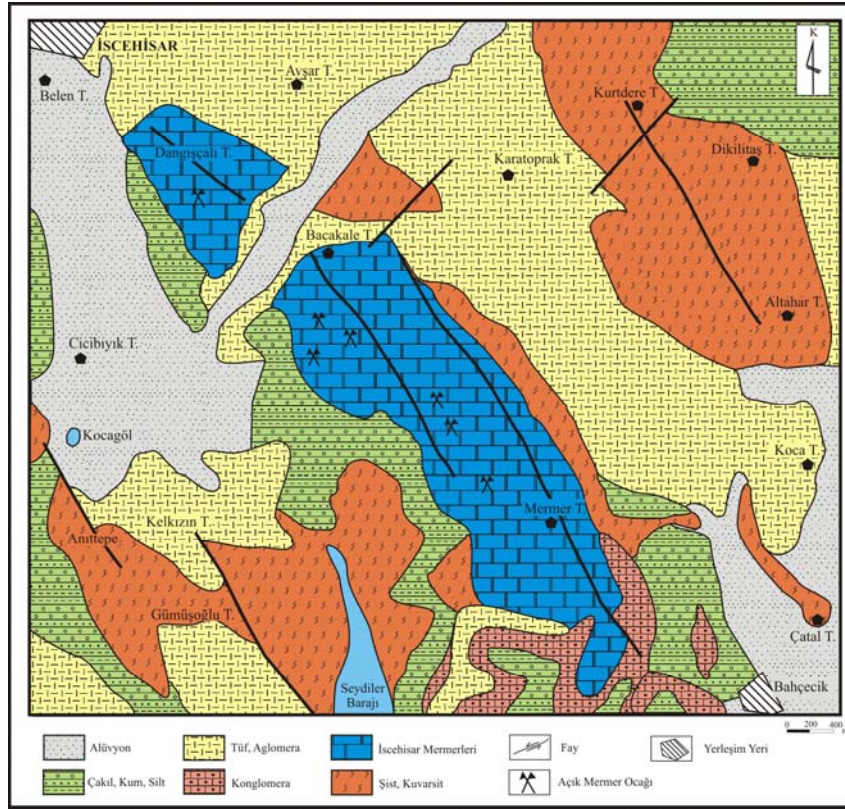 İSCEHİSAR
K
Belen T.
Avşar T.
Kurtdere T.
Dangışçalı T.
Karatoprak T.
Dikilitaş T.
Bacakale T.
Altahar T.
Cicibıyık T.
Kocagöl
Koca T.
Kelkızın T.
Mermer T.
Anıttepe
Gümüşoğlu T.
Çatal T.
Seydiler
Barajı
Bahçecik
0 200 400
m
Alüvyon
Tüf, Aglomera
İscehisar Mermerleri
Fay
Yerleşim Yeri
Çakıl, Kum, Silt
Konglomera
Şist, Kuvarsit
Açık Mermer Ocağı